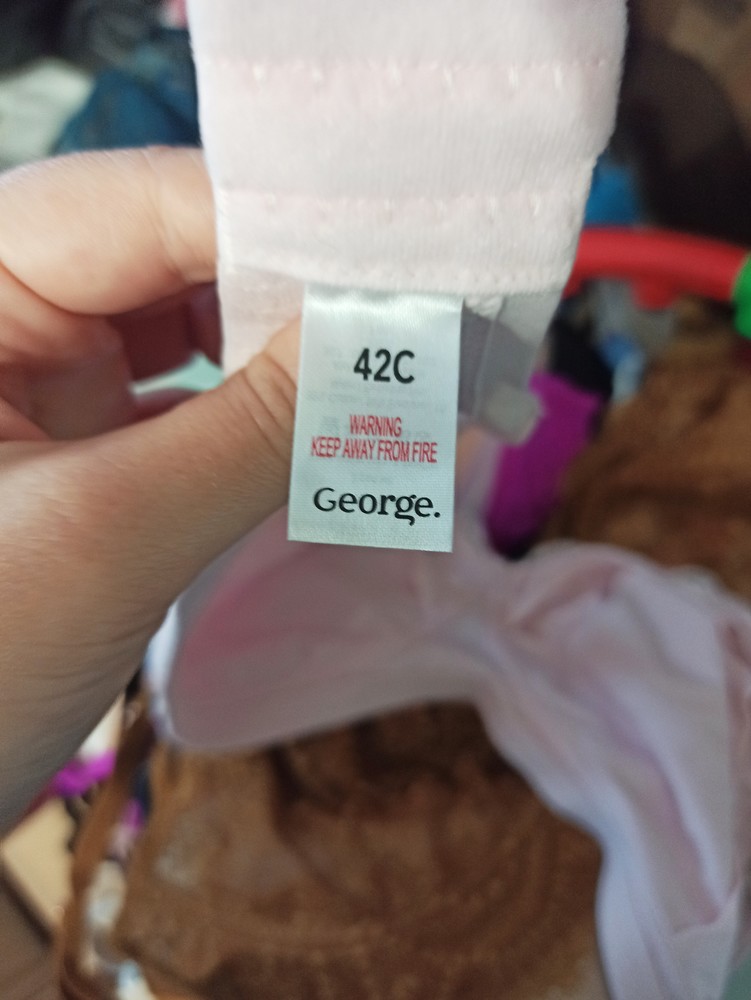 42C
WARNING
KEEP AWAY FROM FIRE
George.